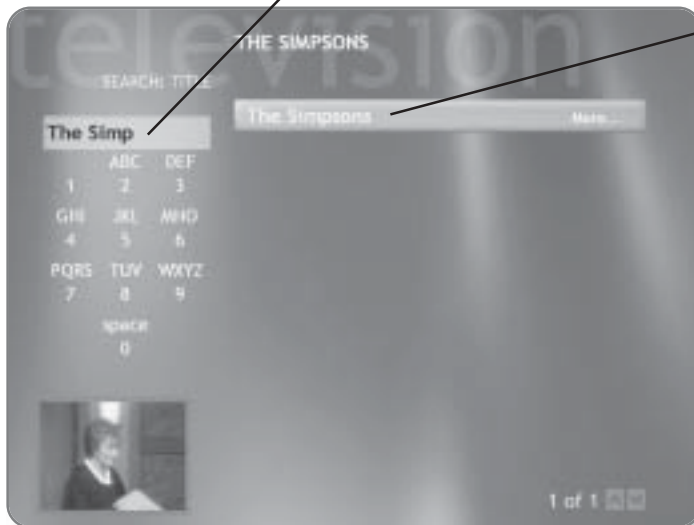 television
THE SIMPSONS
SEARCH: TITLE
The Simpsons More...
The Simp
ABC DEF
1 2 3
GHI JKL MNO
4 5 6
PQRS TUV WXYZ
7 8 9
space
0
1 of 1